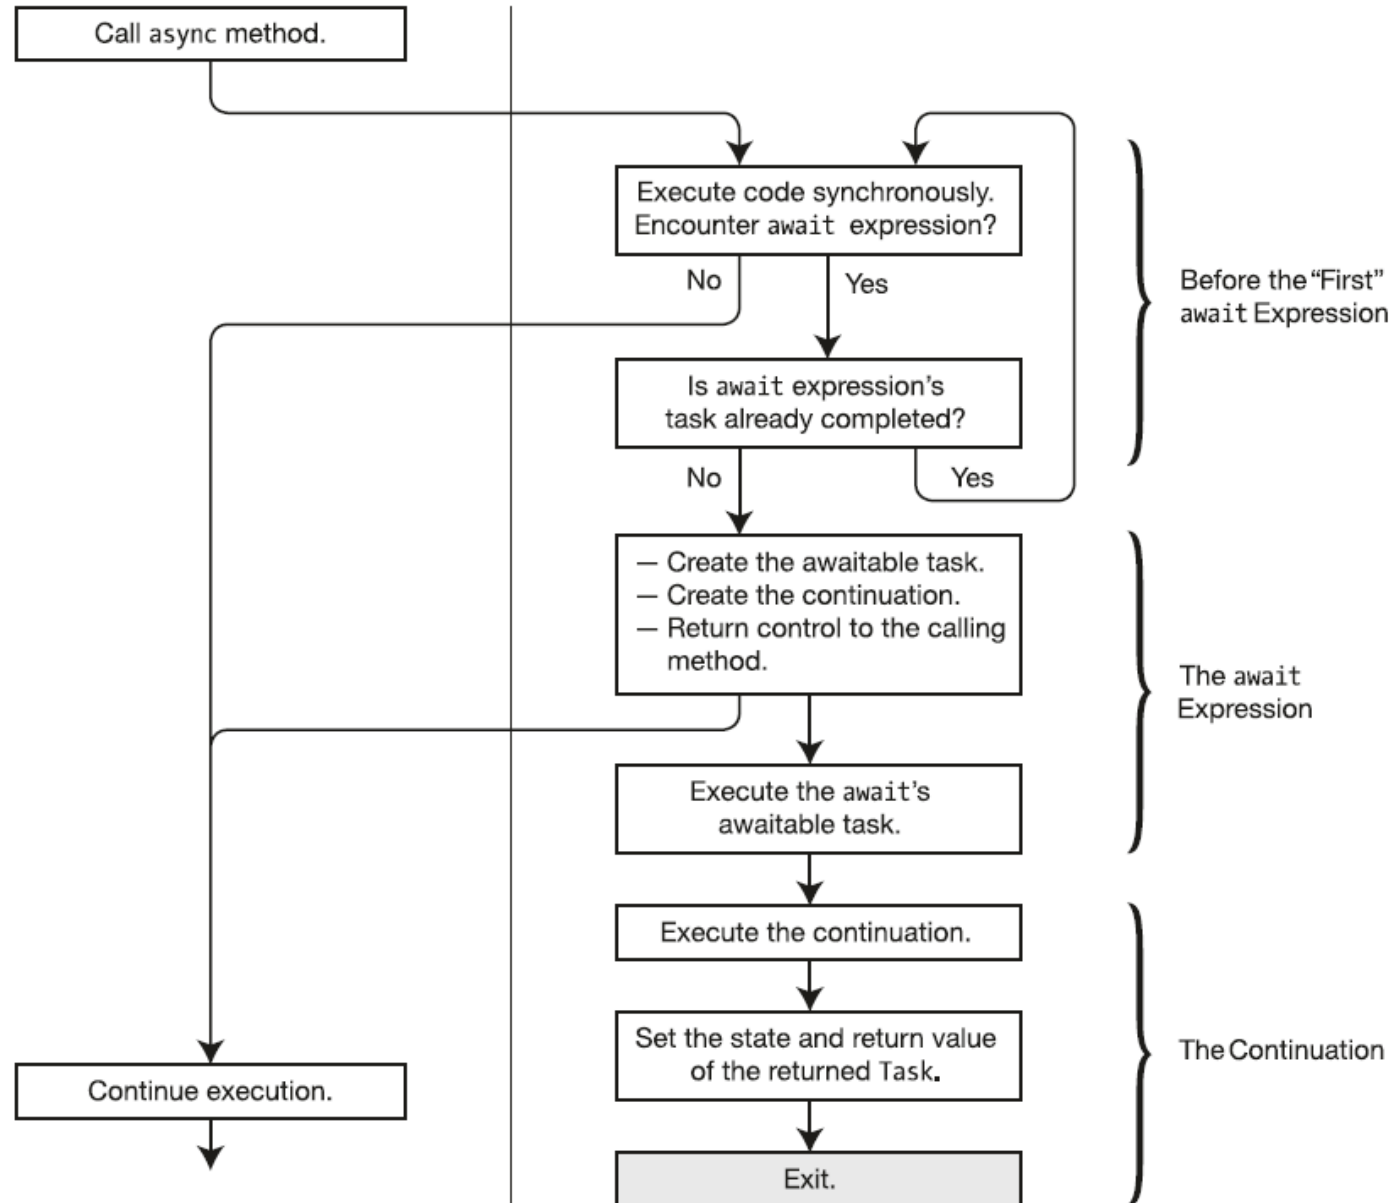 Call async method.
Execute code synchronously.
Encounter await expression?
No
Yes
Before the “First”
await Expression
Is await expression’s
task already completed?
No
Yes
— Create the awaitable task.
— Create the continuation.
— Return control to the calling
method.
The await
Expression
Execute the await’s
awaitable task.
Execute the continuation.
Set the state and return value
of the returned Task.
The Continuation
Continue execution.
Exit.